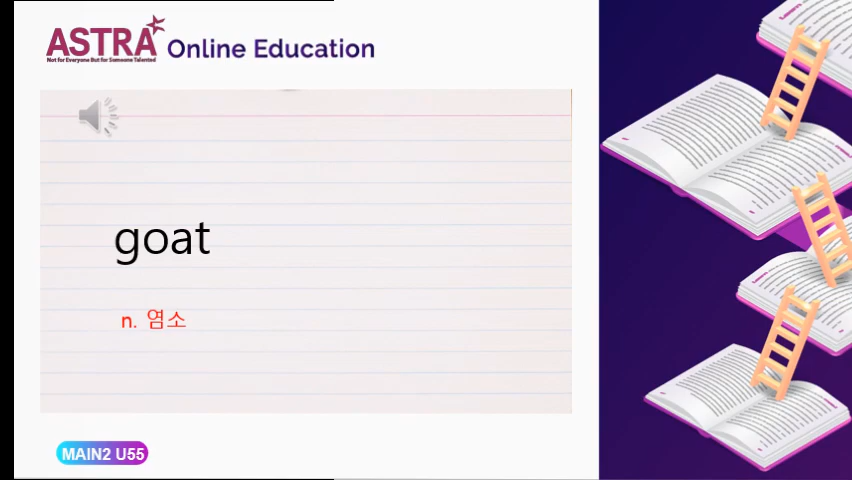 ASTRA Online Education
Not for Everyone But for Someone Talented
goat
n. 염소
MAIN2 U55